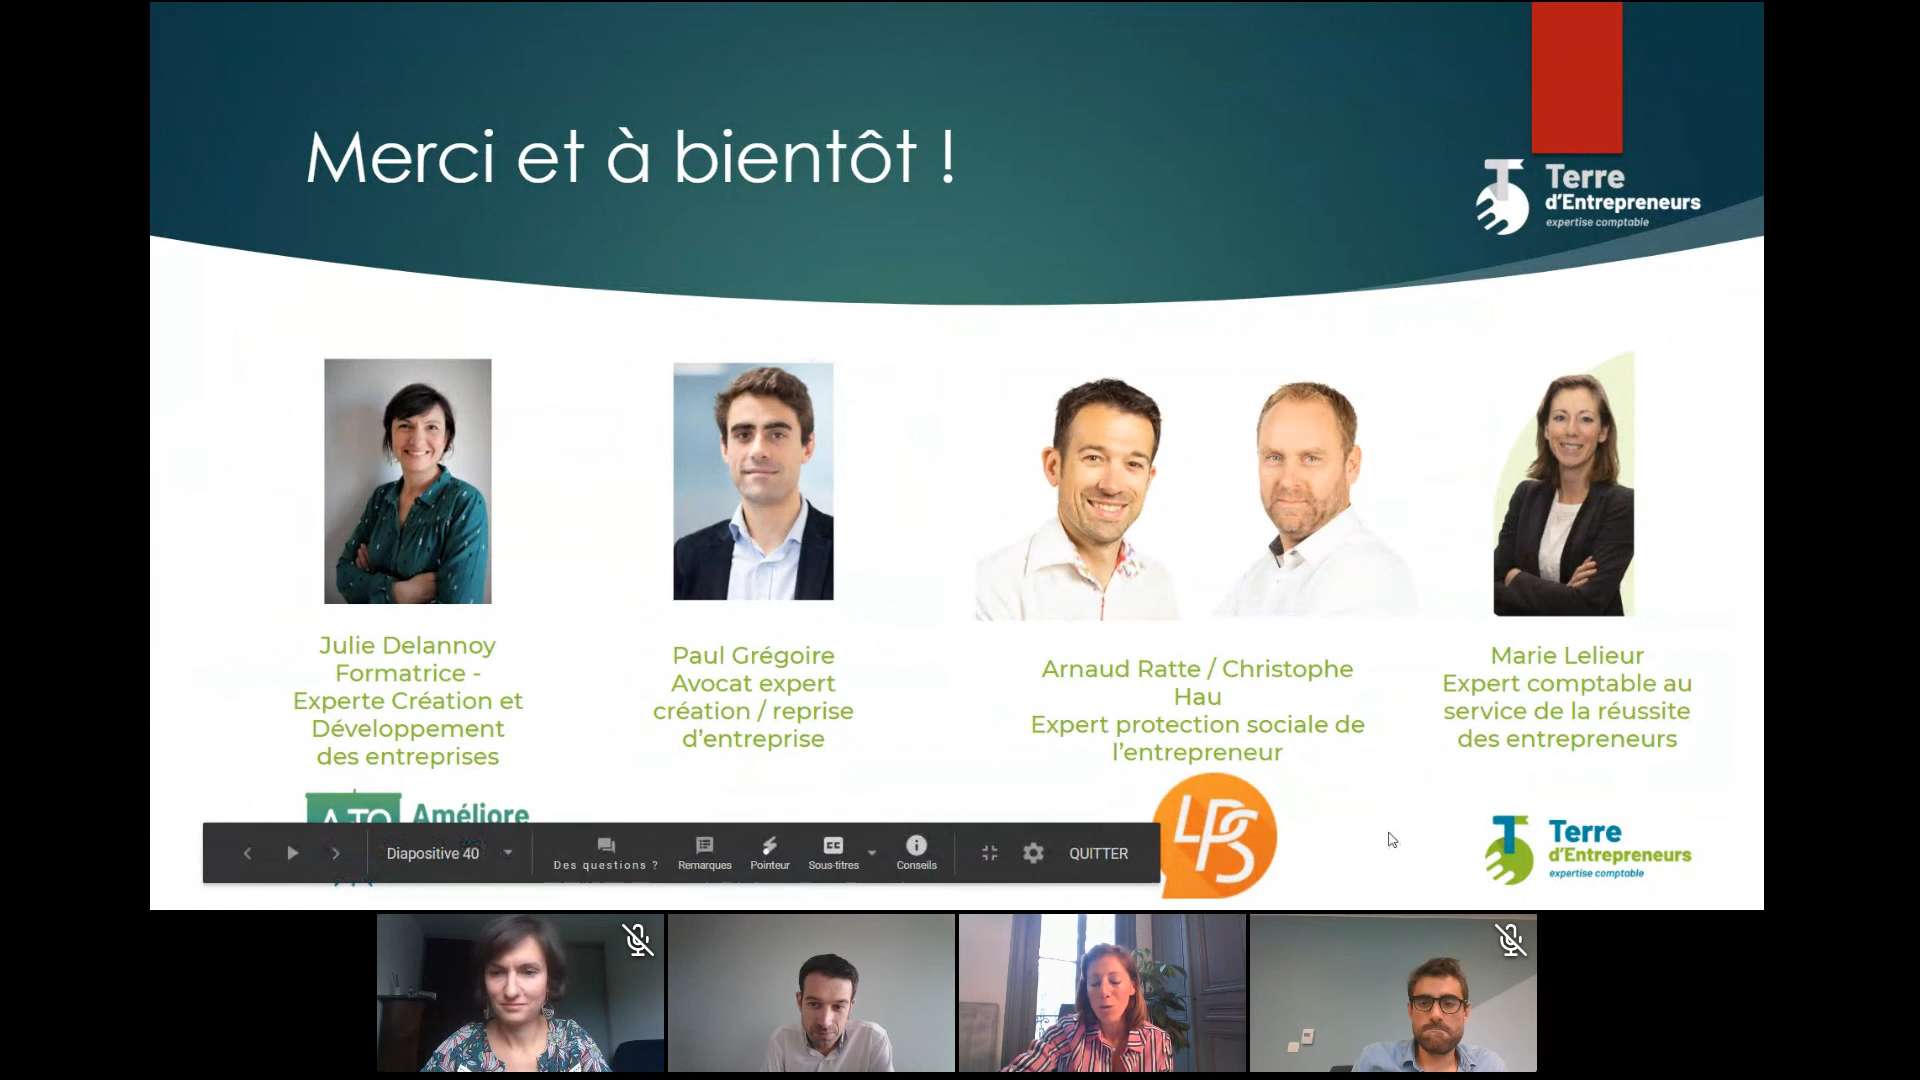 Merci et à bientôt !
Terre
d'Entrepreneurs
expertise comptable
Julie Delannoy
Formatrice -
Experte Création et
Développement
des entreprises
Paul Grégoire
Avocat expert
création / reprise
d'entreprise
Arnaud Ratte / Christophe
Hau
Expert protection sociale de
l'entrepreneur
Marie Lelieur
Expert comptable au
service de la réussite
des entrepreneurs
Améliore
LPS
Terre
d'Entrepreneurs
expertise comptable
Diapositive 40
Des questions ?
Remarques
Pointeur
CC
Sous-titres
Conseils
QUITTER